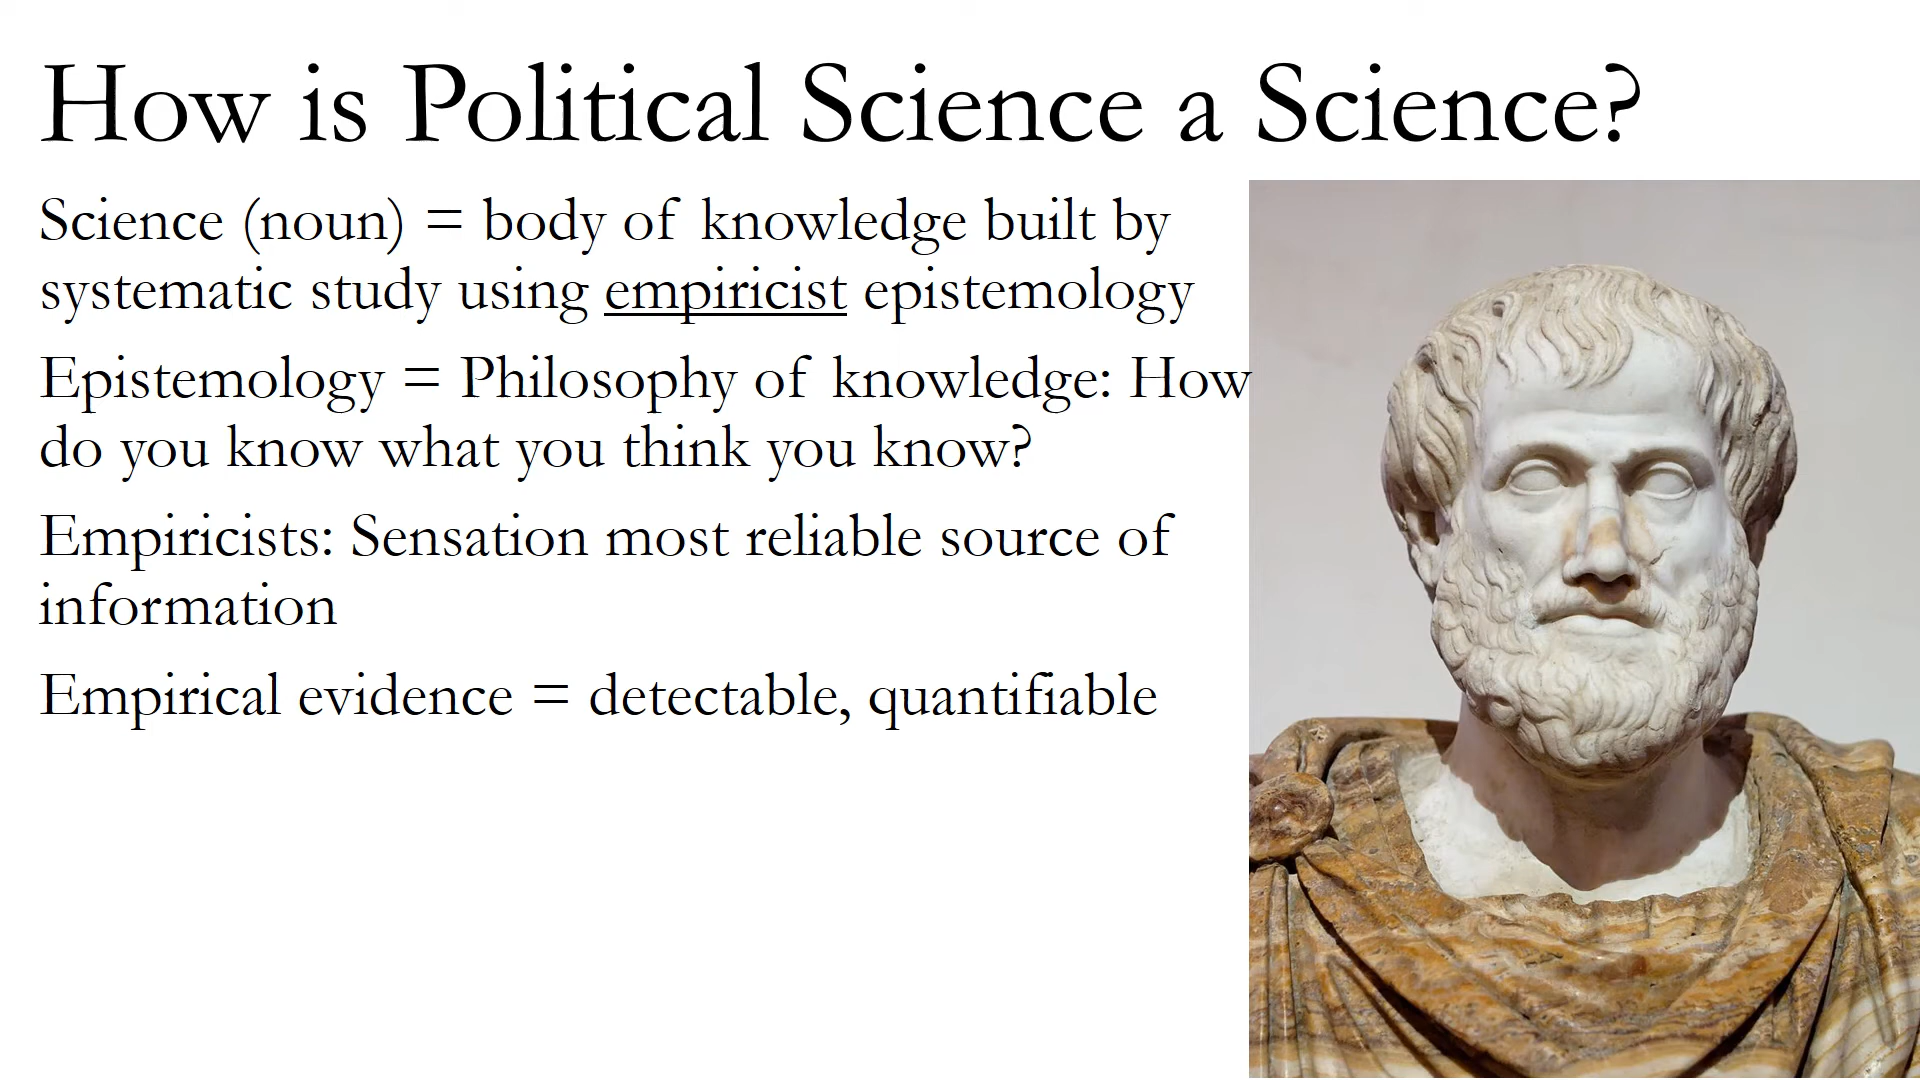 How is Political Science a Science?
Science (noun) = body of knowledge built by
systematic study using empiricist epistemology
Epistemology = Philosophy of knowledge: How
do you know what you think you know?
Empiricists: Sensation most reliable source of
information
Empirical evidence = detectable, quantifiable